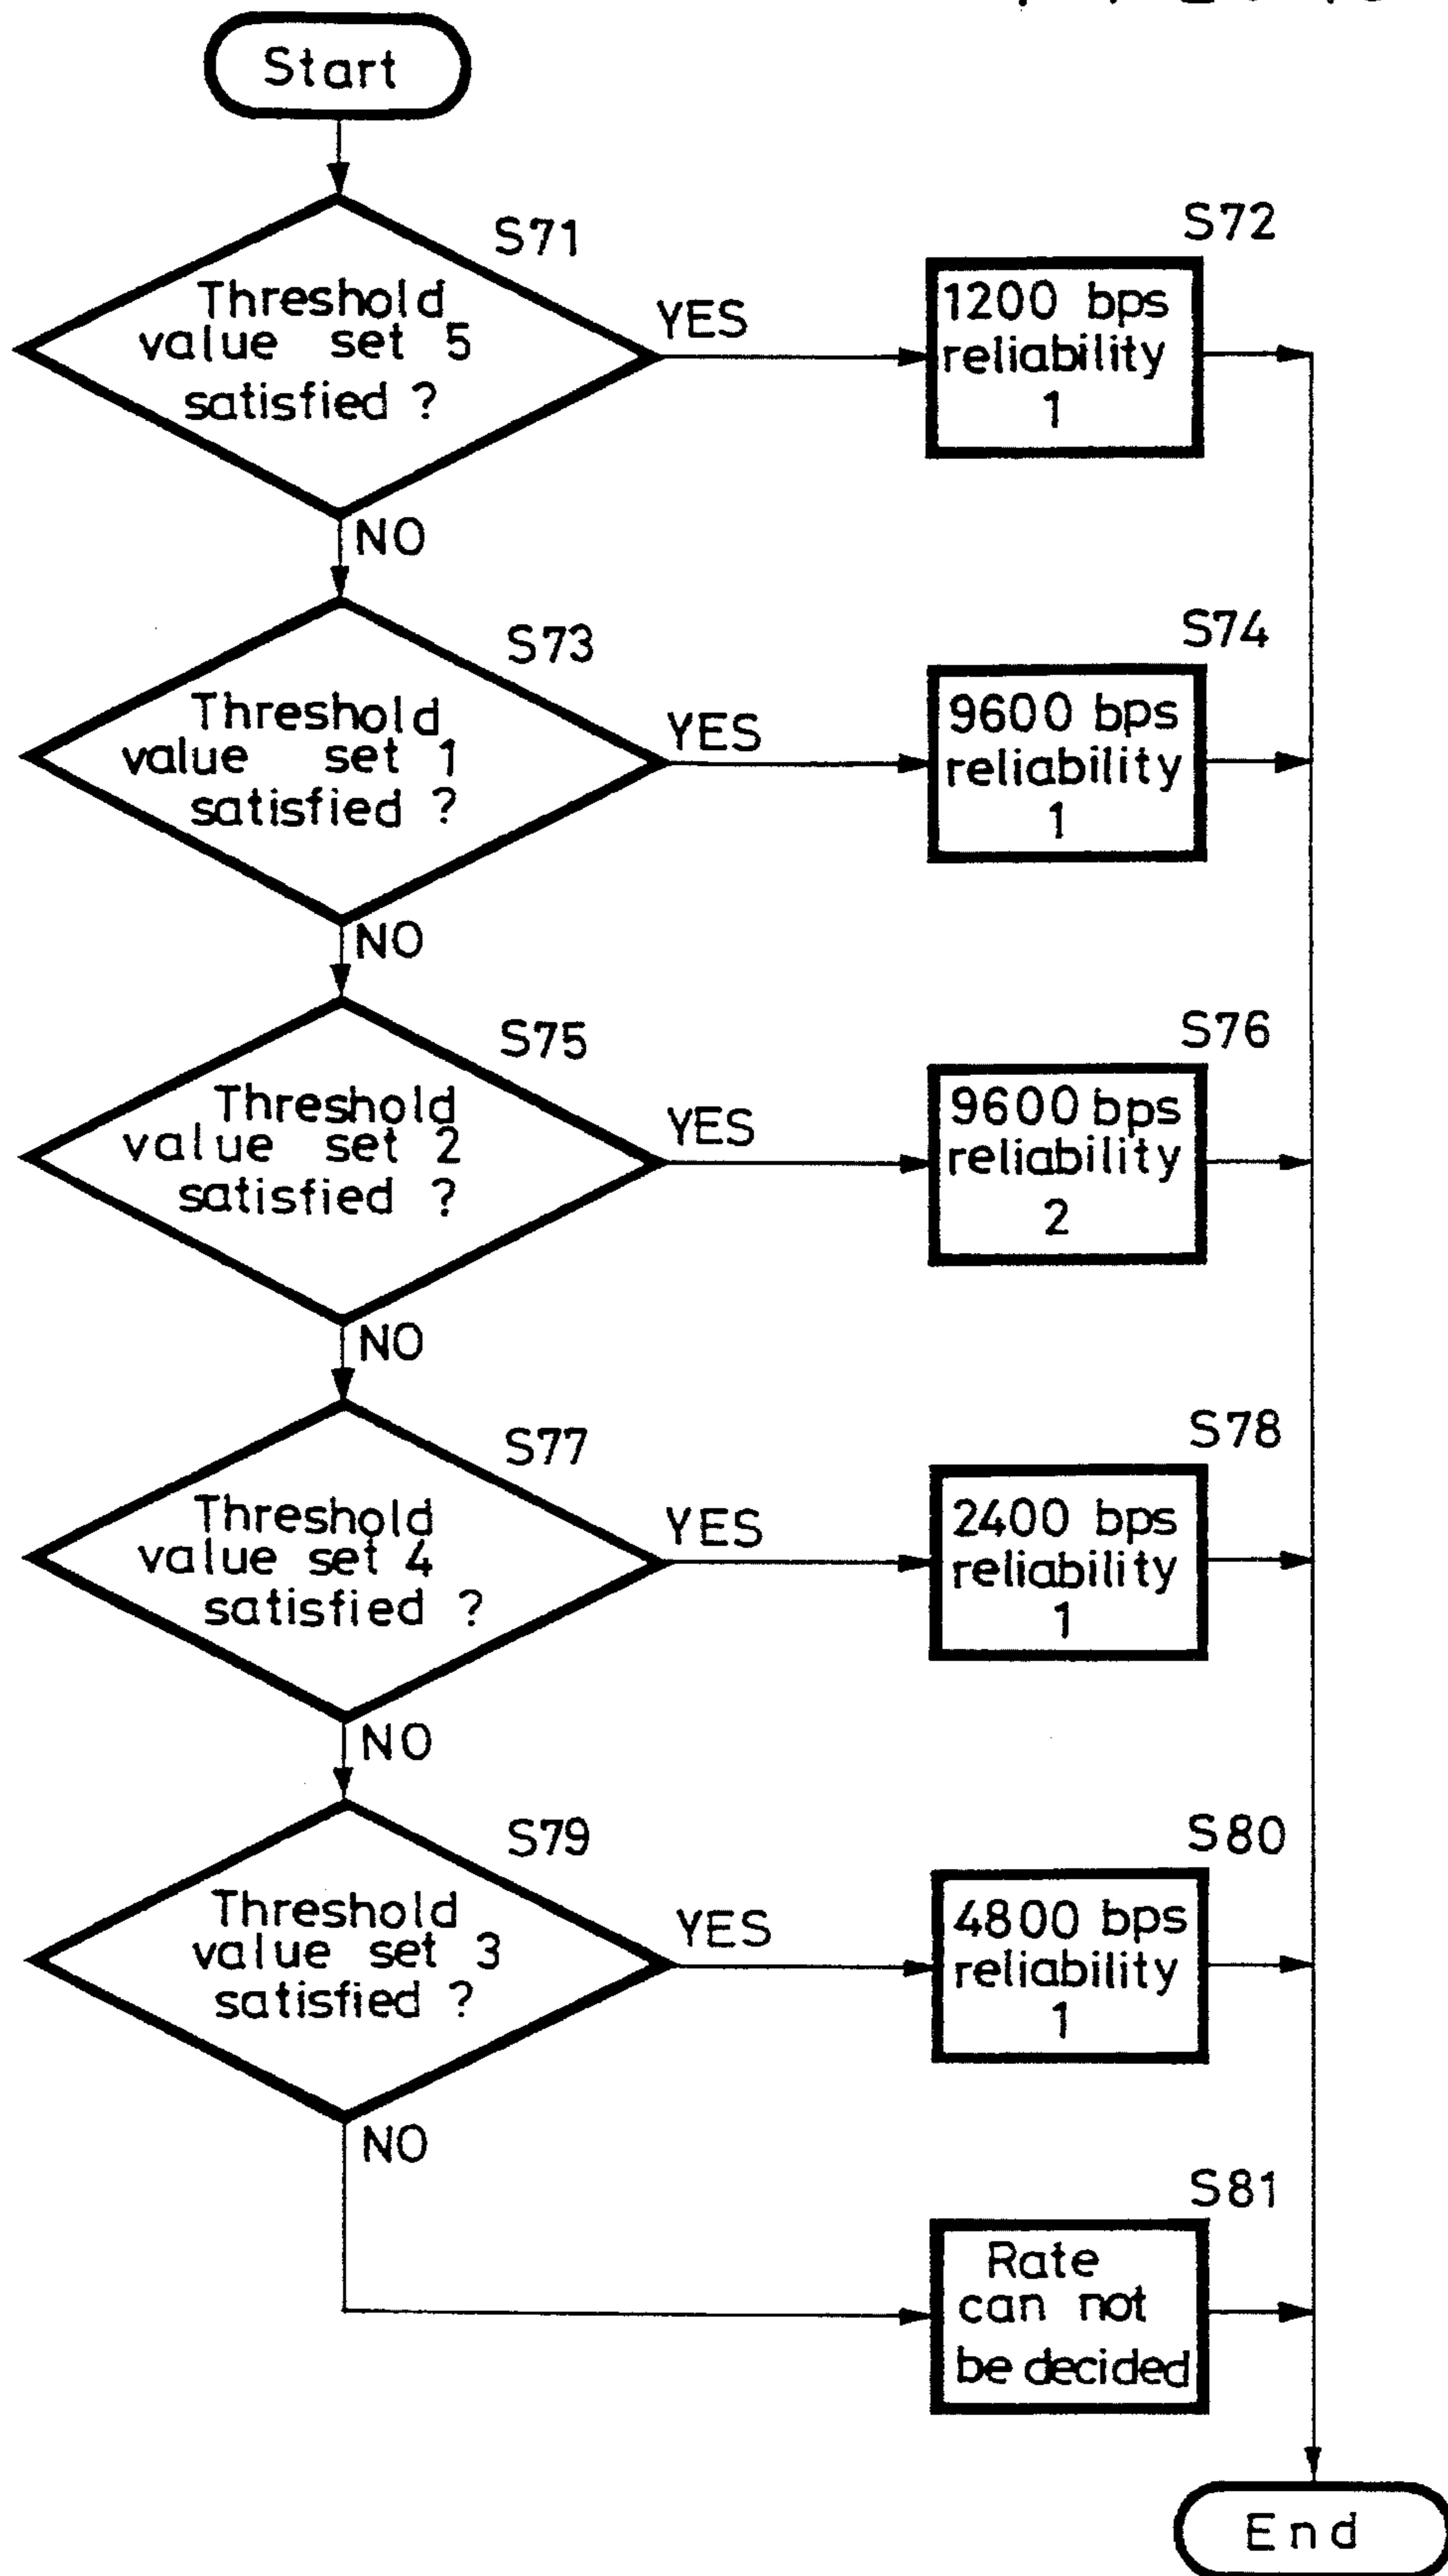 Start
S71
Threshold
value set 5
satisfied ?
YES
S72
1200 bps
reliability
1
NO
S73
Threshold
value set 1
satisfied ?
YES
S74
9600 bps
reliability
1
NO
S75
Threshold
value set 2
satisfied ?
YES
S76
9600 bps
reliability
2
NO
S77
Threshold
value set 4
satisfied ?
YES
S78
2400 bps
reliability
1
NO
S79
Threshold
value set 3
satisfied ?
YES
S80
4800 bps
reliability
1
NO
S81
Rate
can not
be decided
End